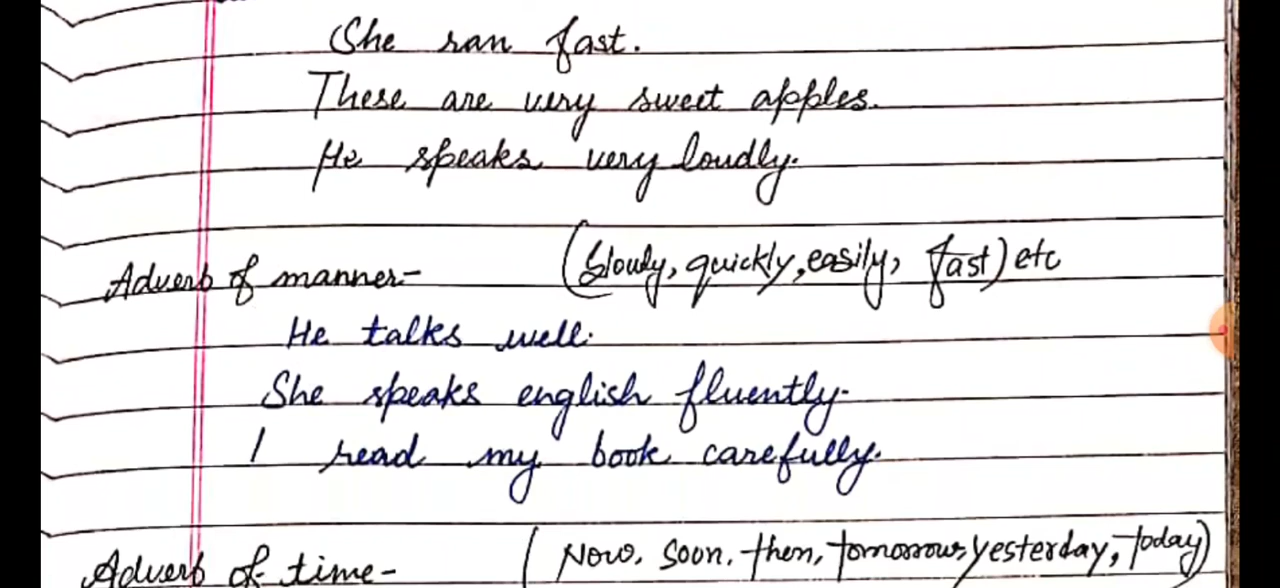 She ran fast.
These are very sweet apples.
He speaks very loudly.
Adverb of manner- (slowly, quickly, easily, fast) etc
He talks well.
She speaks english fluently.
I read my book carefully.
Adverb of time- (Now, soon, then, tomorrow, yesterday, today)